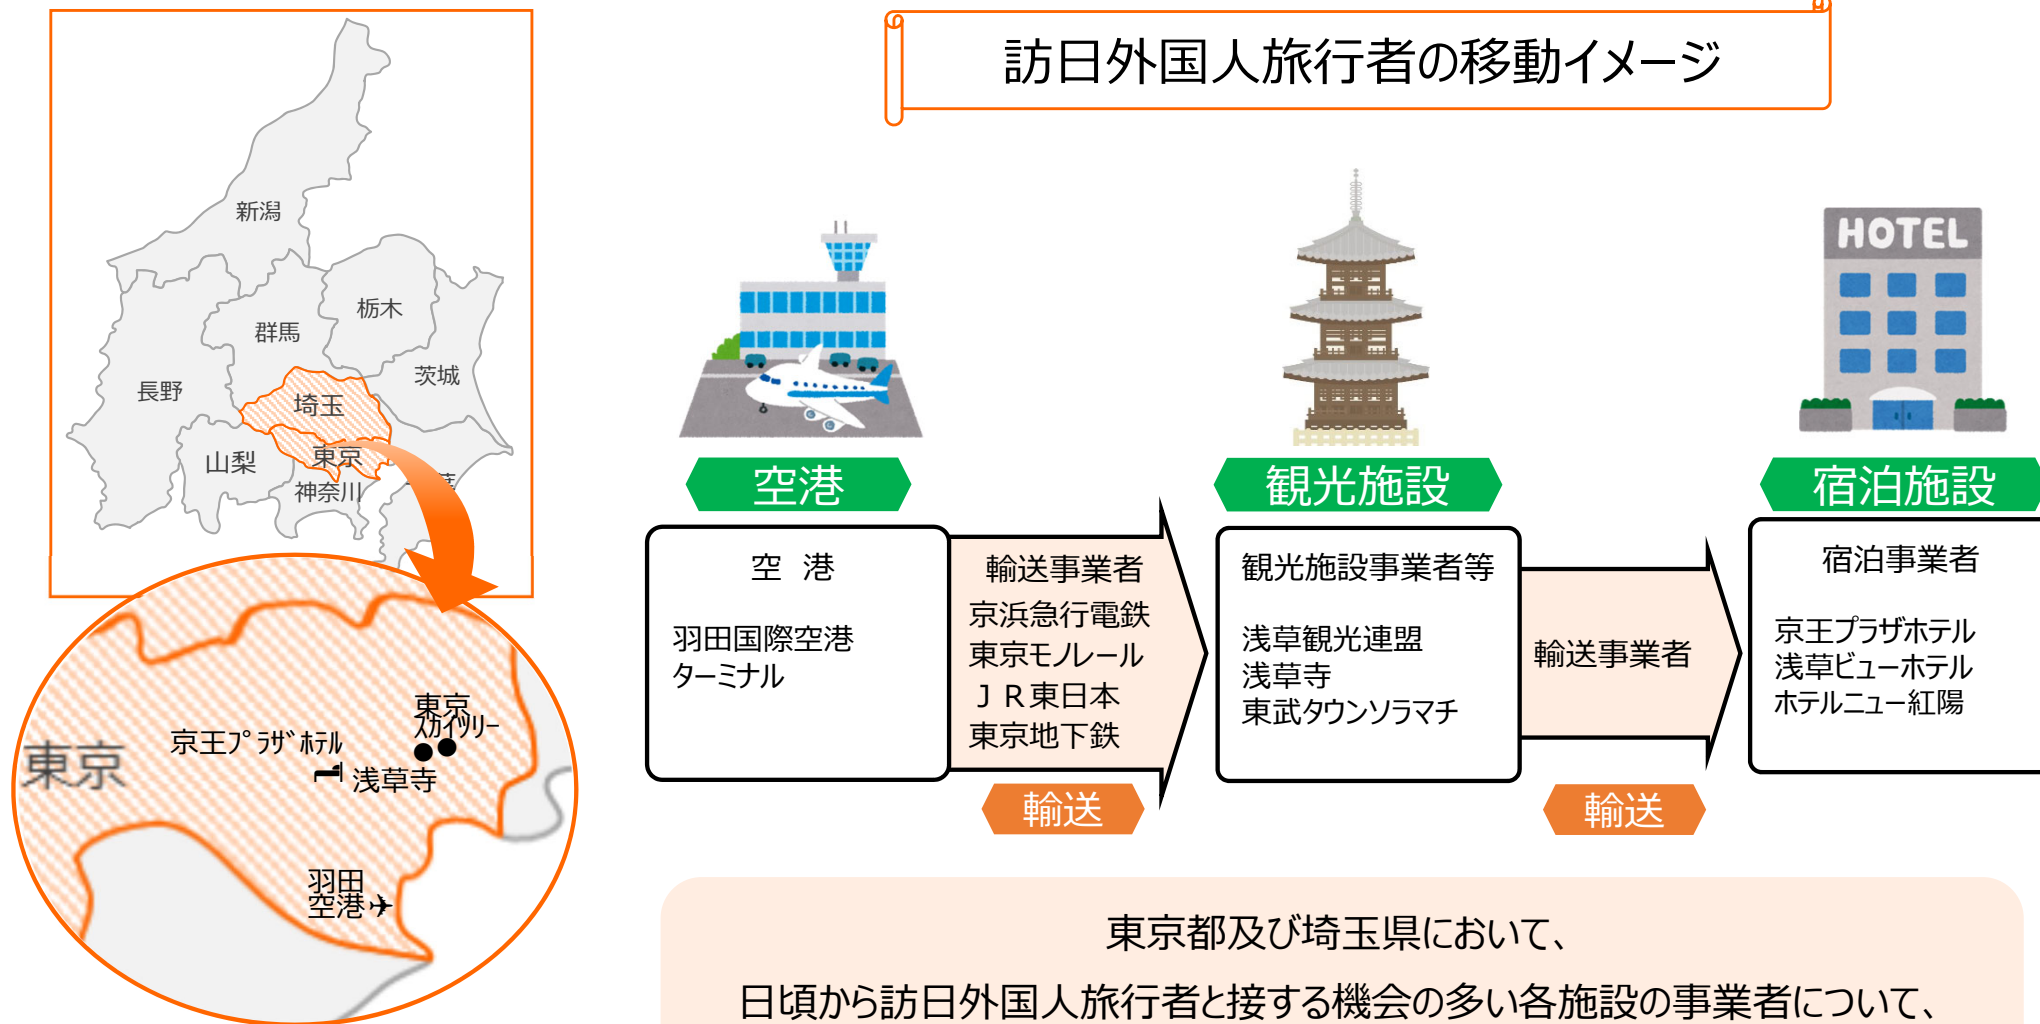 訪日外国人旅行者の移動イメージ
新潟
栃木
群馬
茨城
長野
埼玉
山梨
東京
神奈川
東京
東京
スカイツリー
京王プラザホテル
浅草寺
羽田
空港
HOTEL
空港
観光施設
宿泊施設
空 港
羽田国際空港
ターミナル
輸送事業者
京浜急行電鉄
東京モノレール
ＪＲ東日本
東京地下鉄
輸送
観光施設事業者等
浅草観光連盟
浅草寺
東武タウンソラマチ
輸送事業者
輸送
宿泊事業者
京王プラザホテル
浅草ビューホテル
ホテルニュー紅陽
東京都及び埼玉県において、
日頃から訪日外国人旅行者と接する機会の多い各施設の事業者について、